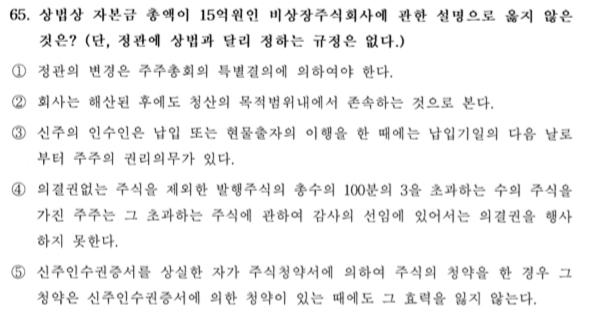 65. 상법상 자본금 총액이 15억원인 비상장주식회사에 관한 설명으로 옳지 않은
것은? (단, 정관에 상법과 달리 정하는 규정은 없다.)
① 정관의 변경은 주주총회의 특별결의에 의하여야 한다.
② 회사는 해산된 후에도 청산의 목적범위내에서 존속하는 것으로 본다.
③ 신주의 인수인은 납입 또는 현물출자의 이행을 한 때에는 납입기일의 다음 날로
부터 주주의 권리의무가 있다.
④ 의결권없는 주식을 제외한 발행주식의 총수의 100분의 3을 초과하는 수의 주식을
가진 주주는 그 초과하는 주식에 관하여 감사의 선임에 있어서는 의결권을 행사
하지 못한다.
⑤ 신주인수권증서를 상실한 자가 주식청약서에 의하여 주식의 청약을 한 경우 그
청약은 신주인수권증서에 의한 청약이 있는 때에도 그 효력을 잃지 않는다.